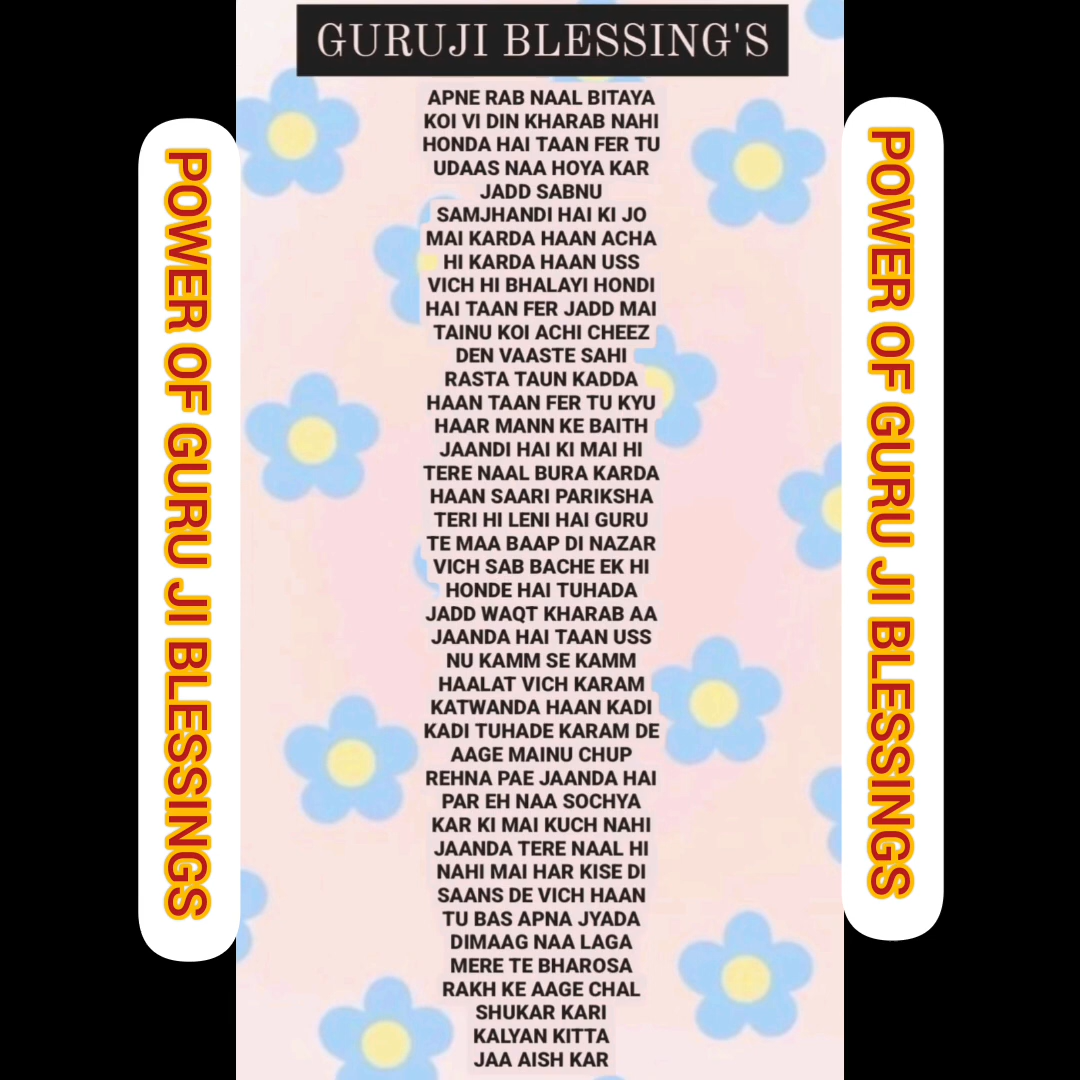 GURUJI BLESSING'S
APNE RAB NAAL BITAYA
KOI VI DIN KHARAB NAHI
HONDA HAI TAAN FER TU
UDAAS NAA HOYA KAR
JADD SABNU
SAMJHANDI HAI KI JO
MAI KARDA HAAN ACHA
HI KARDA HAAN USS
VICH HI BHALAYI HONDI
HAI TAAN FER JADD MAI
TAINU KOI ACHI CHEEZ
DEN VAASTE SAHI
RASTA TAUN KADDA
HAAN TAAN FER TU KYU
HAAR MANN KE BAITH
JAANDI HAI KI MAI HI
TERE NAAL BURA KARDA
HAAN SAARI PARIKSHA
TERI HI LENI HAI GURU
TE MAA BAAP DI NAZAR
VICH SAB BACHE EK HI
HONDE HAI TUHADA
JADD WAQT KHARAB AA
JAANDA HAI TAAN USS
NU KAMM SE KAMM
HAALAT VICH KARAM
KATWANDA HAAN KADI
KADI TUHADE KARAM DE
AAGE MAINU CHUP
REHNA PAE JAANDA HAI
PAR EH NAA SOCHYA
KAR KI MAI KUCH NAHI
JAANDA TERE NAAL HI
NAHI MAI HAR KISE DI
SAANS DE VICH HAAN
TU BAS APNA JYADA
DIMAAG NAA LAGA
MERE TE BHAROSA
RAKH KE AAGE CHAL
SHUKAR KARI
KALYAN KITTA
JAA AISH KAR
POWER OF GURU JI BLESSINGS
POWER OF GURU JI BLESSINGS